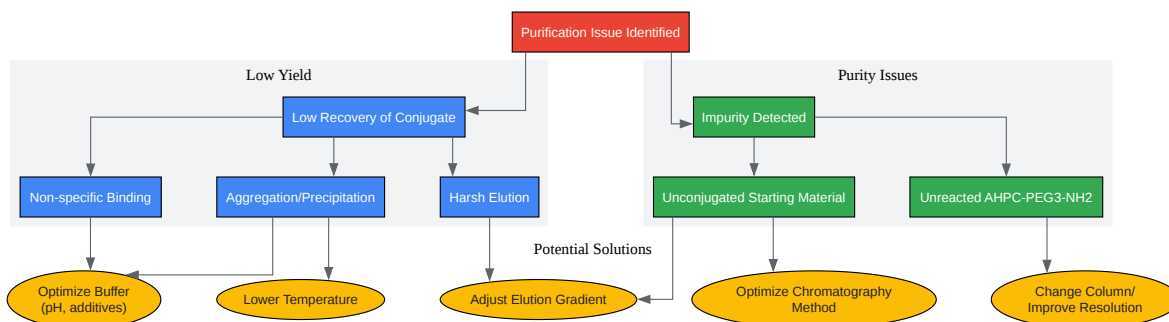 Purification Issue Identified
Low Yield
Purity Issues
Low Recovery of Conjugate
Impurity Detected
Non-specific Binding
Aggregation/Precipitation
Harsh Elution
Unconjugated Starting Material
Unreacted AHPC-PEG3-NH2
Potential Solutions
Optimize Buffer
(pH, additives)
Lower Temperature
Adjust Elution Gradient
Optimize Chromatography
Method
Change Column/
Improve Resolution